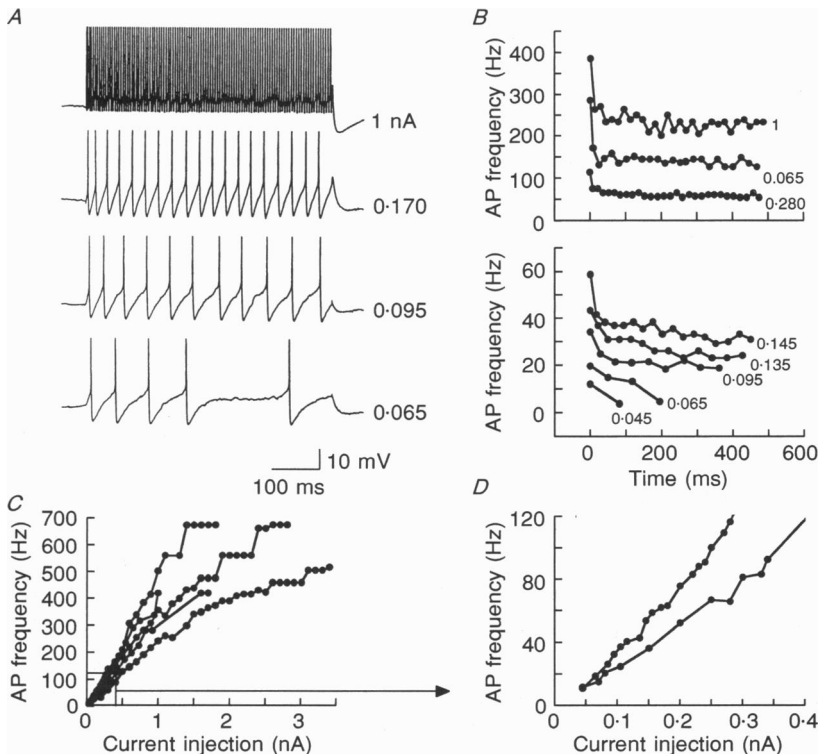 A
1 nA
0·170
0·095
0·065
10 mV
100 ms
B
AP frequency (Hz)
400
300
200
100
0
1
0.065
0·280
AP frequency (Hz)
60
40
20
0
0·145
0·135
0·095
0·065
0·045
0 200 400 600
Time (ms)
C
AP frequency (Hz)
700
600
500
400
300
200
100
0
0 1 2 3
Current injection (nA)
D
AP frequency (Hz)
120
80
40
0
0 0·1 0·2 0·3 0·4
Current injection (nA)